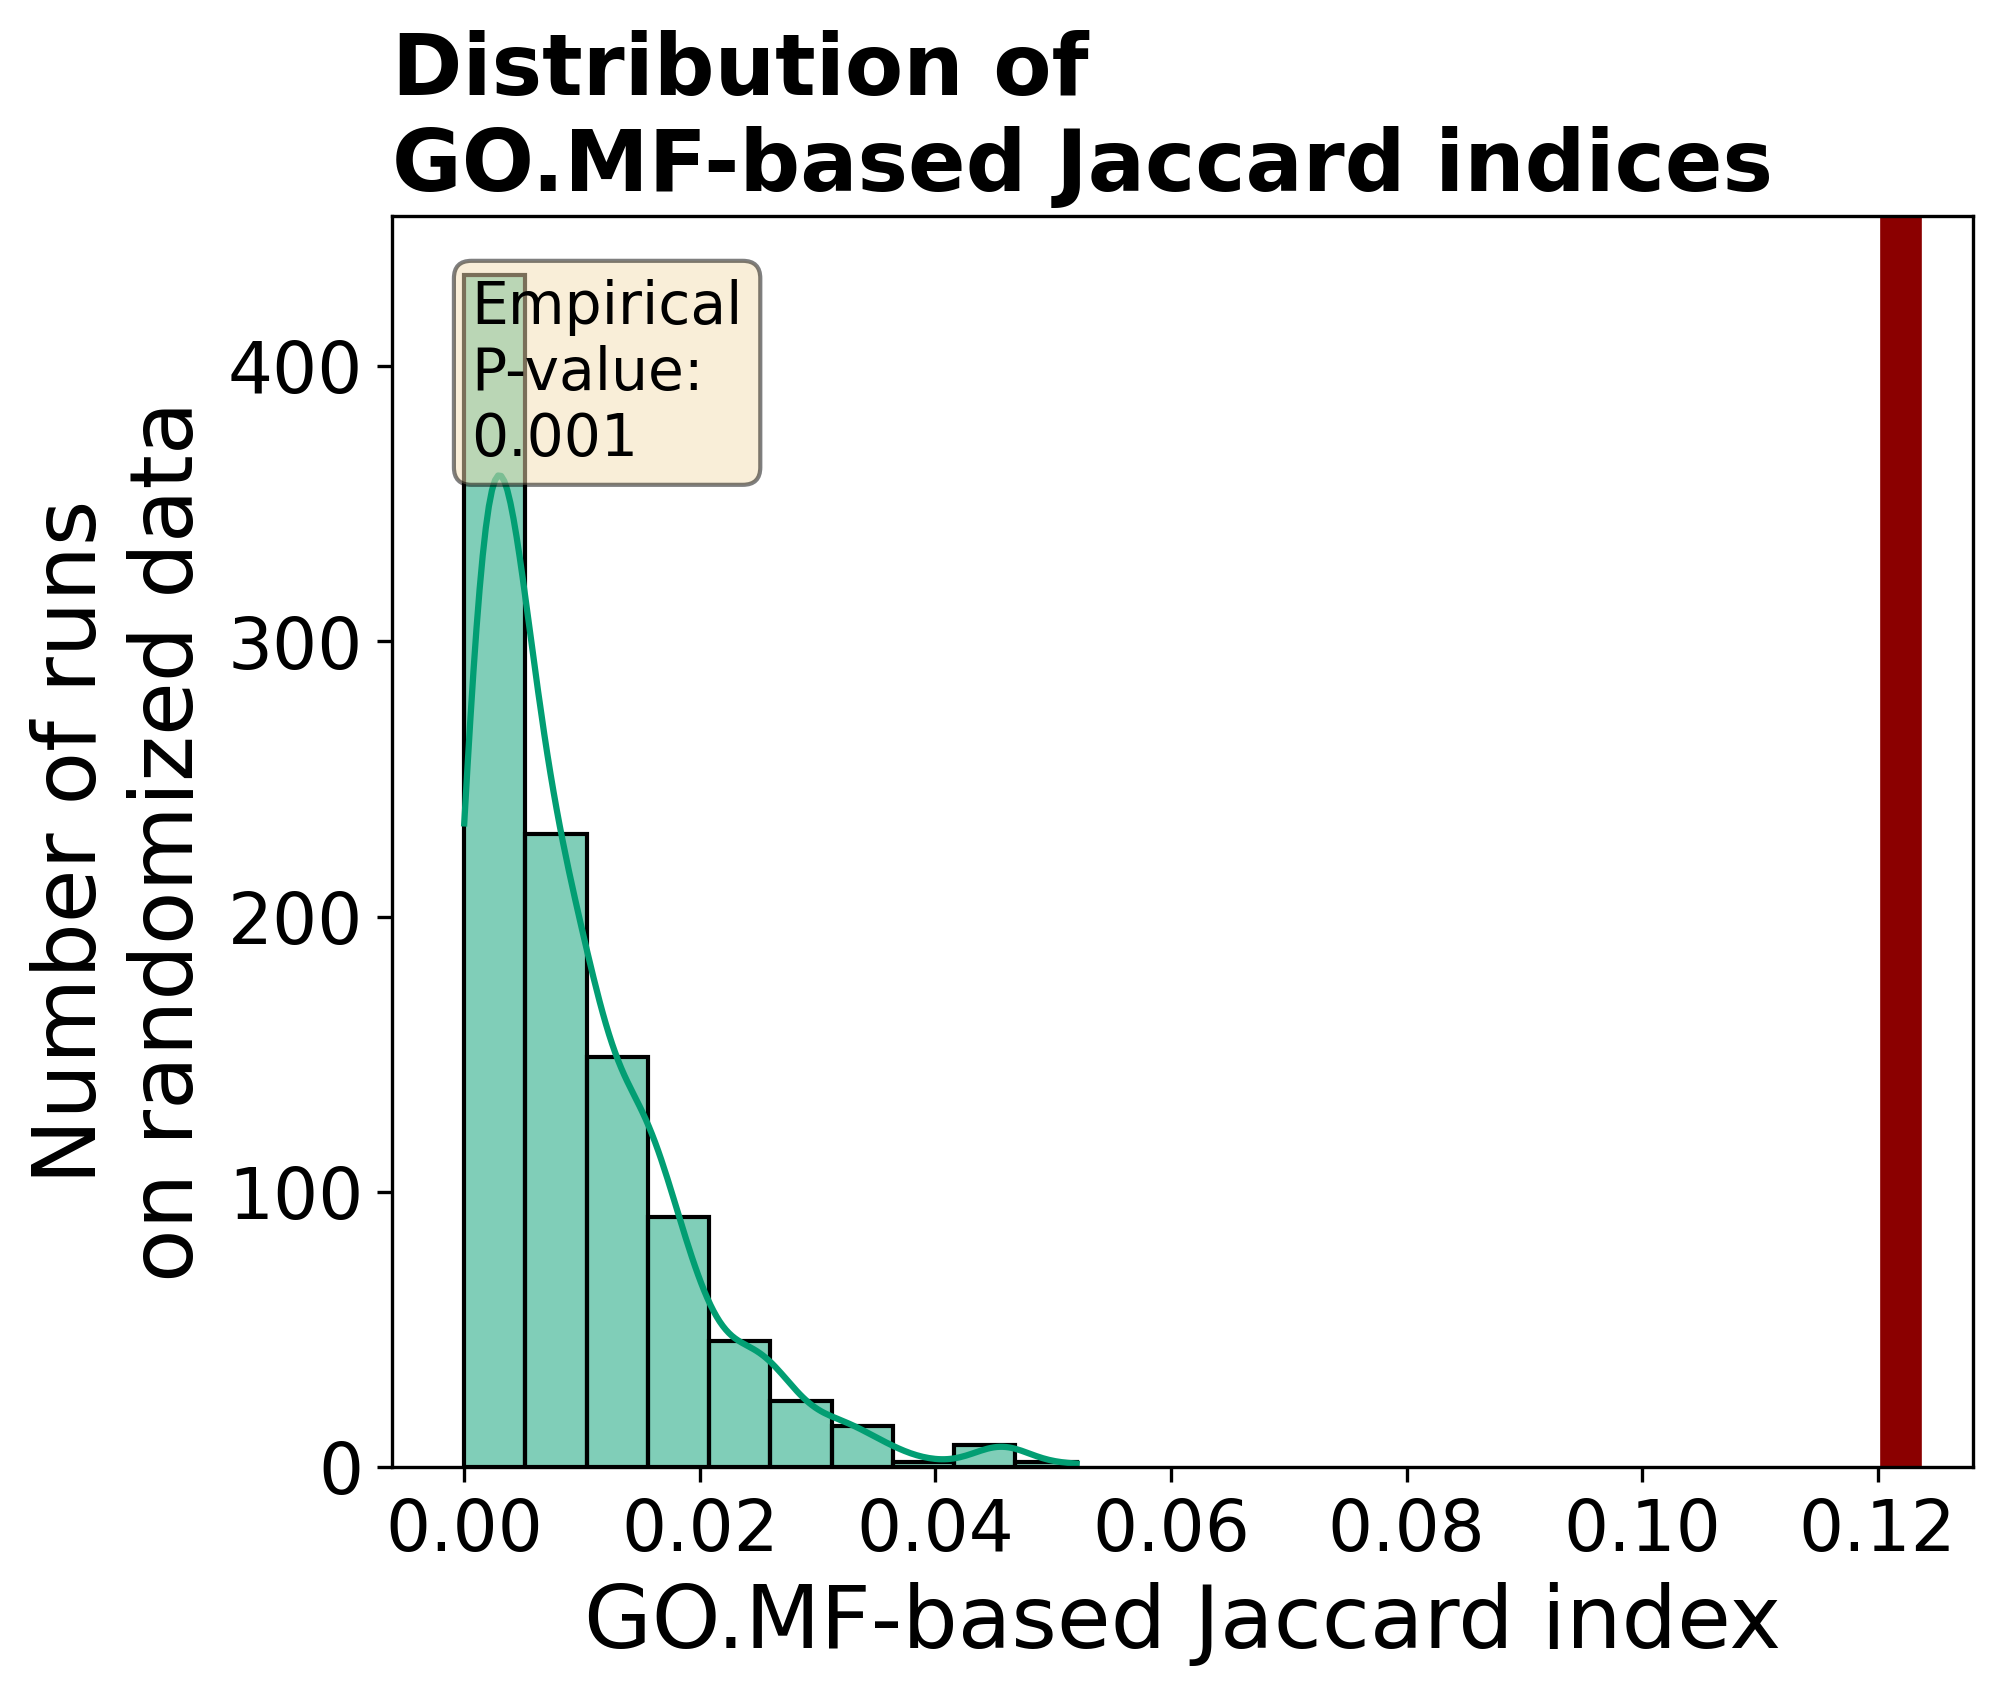 Distribution of
GO.MF-based Jaccard indices
Empirical
P-value:
0.001
Number of runs
on randomized data
400
300
200
100
0
0.00 0.02 0.04 0.06 0.08 0.10 0.12
GO.MF-based Jaccard index